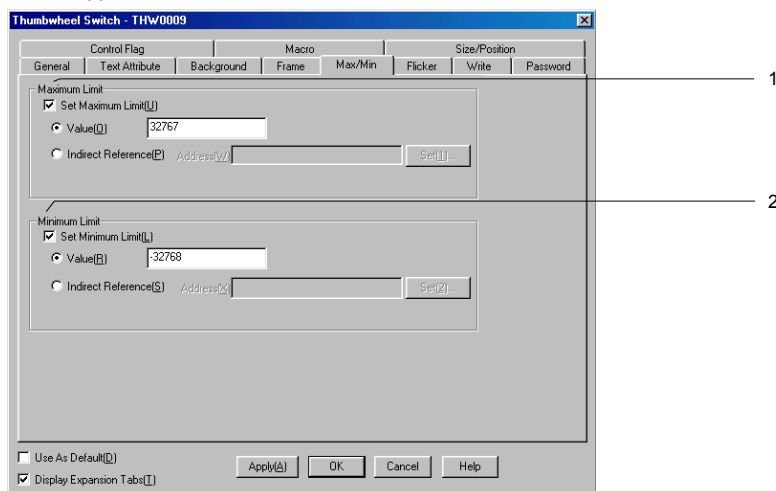 Thumbwheel Switch - THW0009
Control Flag Macro Size/Position
General Text Attribute Background Frame Max/Min Flicker Write Password
1
Maximum Limit
Set Maximum Limit(U)
Value(O) 32767
Indirect Reference(P) Address(W) Set(1)...
2
Minimum Limit
Set Minimum Limit(L)
Value(R) -32768
Indirect Reference(S) Address(X) Set(2)...
Use As Default(D)
Apply(A) OK Cancel Help
Display Expansion Tabs(T)